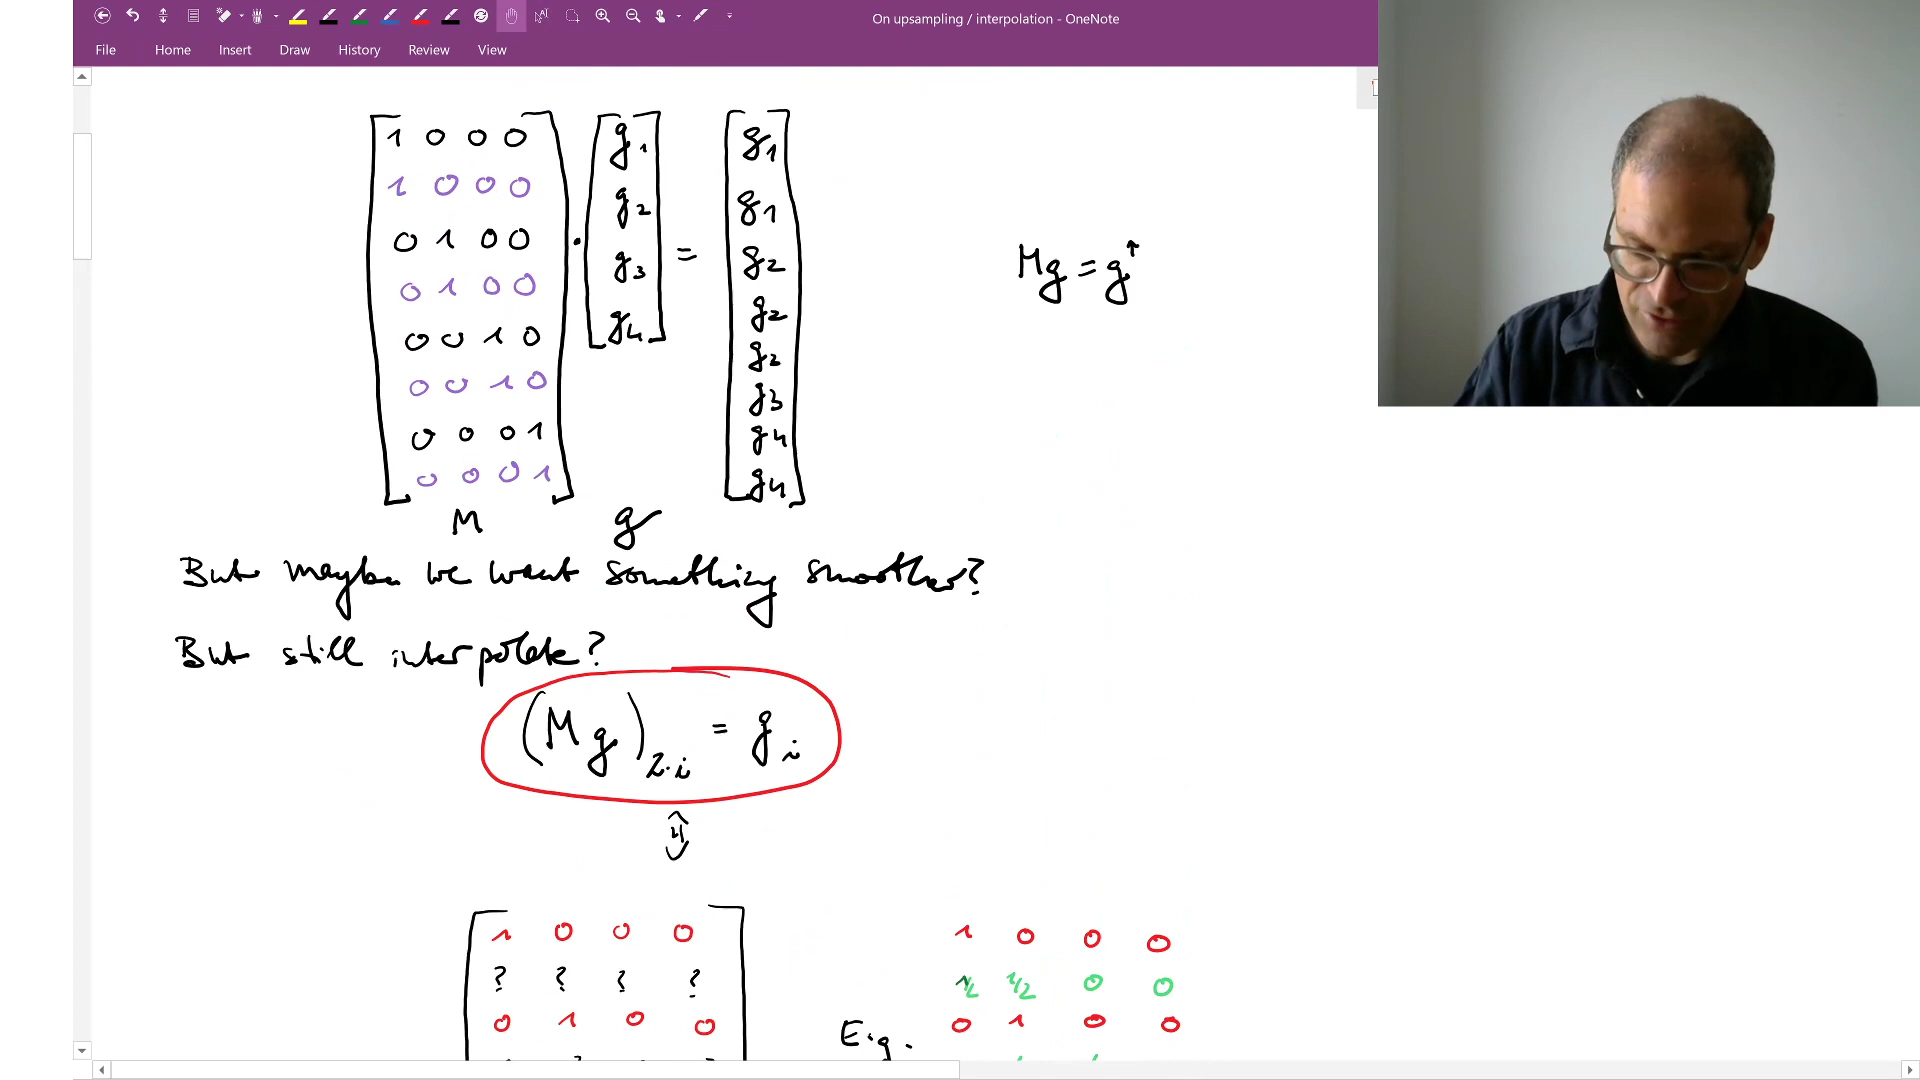 On upsampling / interpolation - OneNote
File Home Insert Draw History Review View
1 0 0 0
1 0 0 0
0 1 0 0
0 1 0 0
0 0 1 0
0 0 1 0
0 0 0 1
0 0 0 1
M
·
g1
g2
g3
g4
g
=
g1
g1
g2
g2
g2
g3
g4
g4
Mg = g↑
But maybe we want something smoother?
But still interpolate?
(Mg)2·i = gi
1 0 0 0
? ? ? ?
0 1 0 0
E.g.
1 0 0 0
1/2 1/2 0 0
0 1 0 0